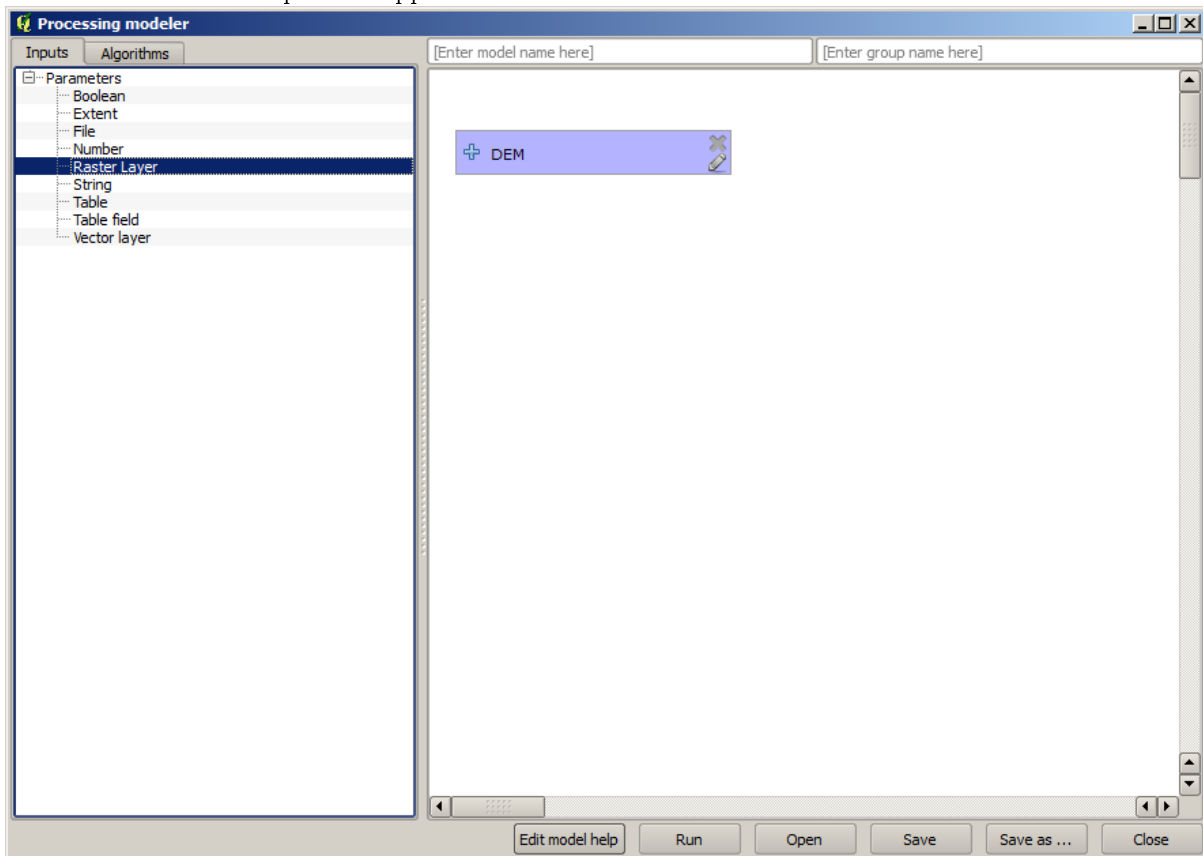 Processing modeler
Inputs Algorithms [Enter model name here] [Enter group name here]
Parameters
Boolean
Extent
File
Number
Raster Layer
String
Table
Table field
Vector layer
DEM
Edit model help Run Open Save Save as ... Close